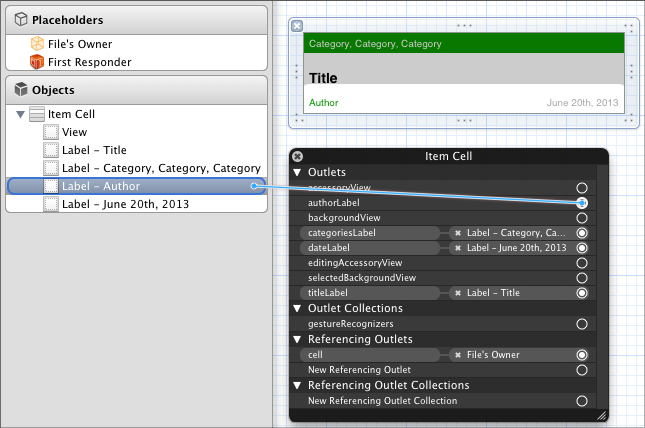 Placeholders
File's Owner
First Responder
Objects
Item Cell
View
Label – Title
Label – Category, Category, Category
Label – Author
Label – June 20th, 2013
Category, Category, Category
Title
Author June 20th, 2013
Item Cell
Outlets
accessoryView
authorLabel
backgroundView
categoriesLabel Label – Category, Ca...
dateLabel Label – June 20th, 2013
editingAccessoryView
selectedBackgroundView
titleLabel Label – Title
Outlet Collections
gestureRecognizers
Referencing Outlets
cell File's Owner
New Referencing Outlet
Referencing Outlet Collections
New Referencing Outlet Collection